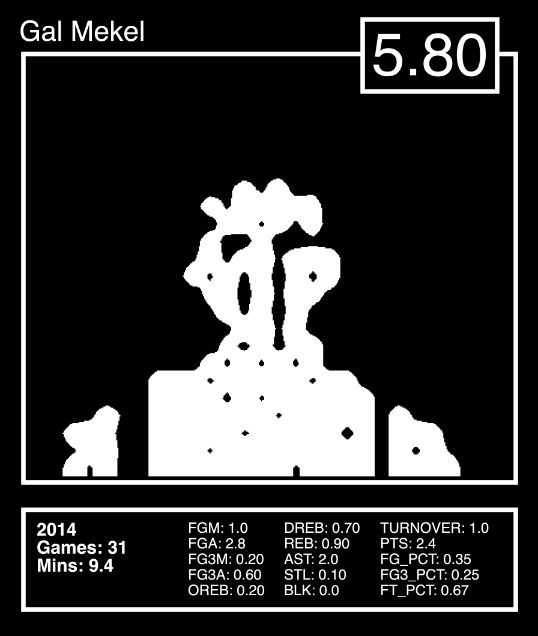 Gal Mekel
5.80
2014
Games: 31
Mins: 9.4
FGM: 1.0
FGA: 2.8
FG3M: 0.20
FG3A: 0.60
OREB: 0.20
DREB: 0.70
REB: 0.90
AST: 2.0
STL: 0.10
BLK: 0.0
TURNOVER: 1.0
PTS: 2.4
FG_PCT: 0.35
FG3_PCT: 0.25
FT_PCT: 0.67